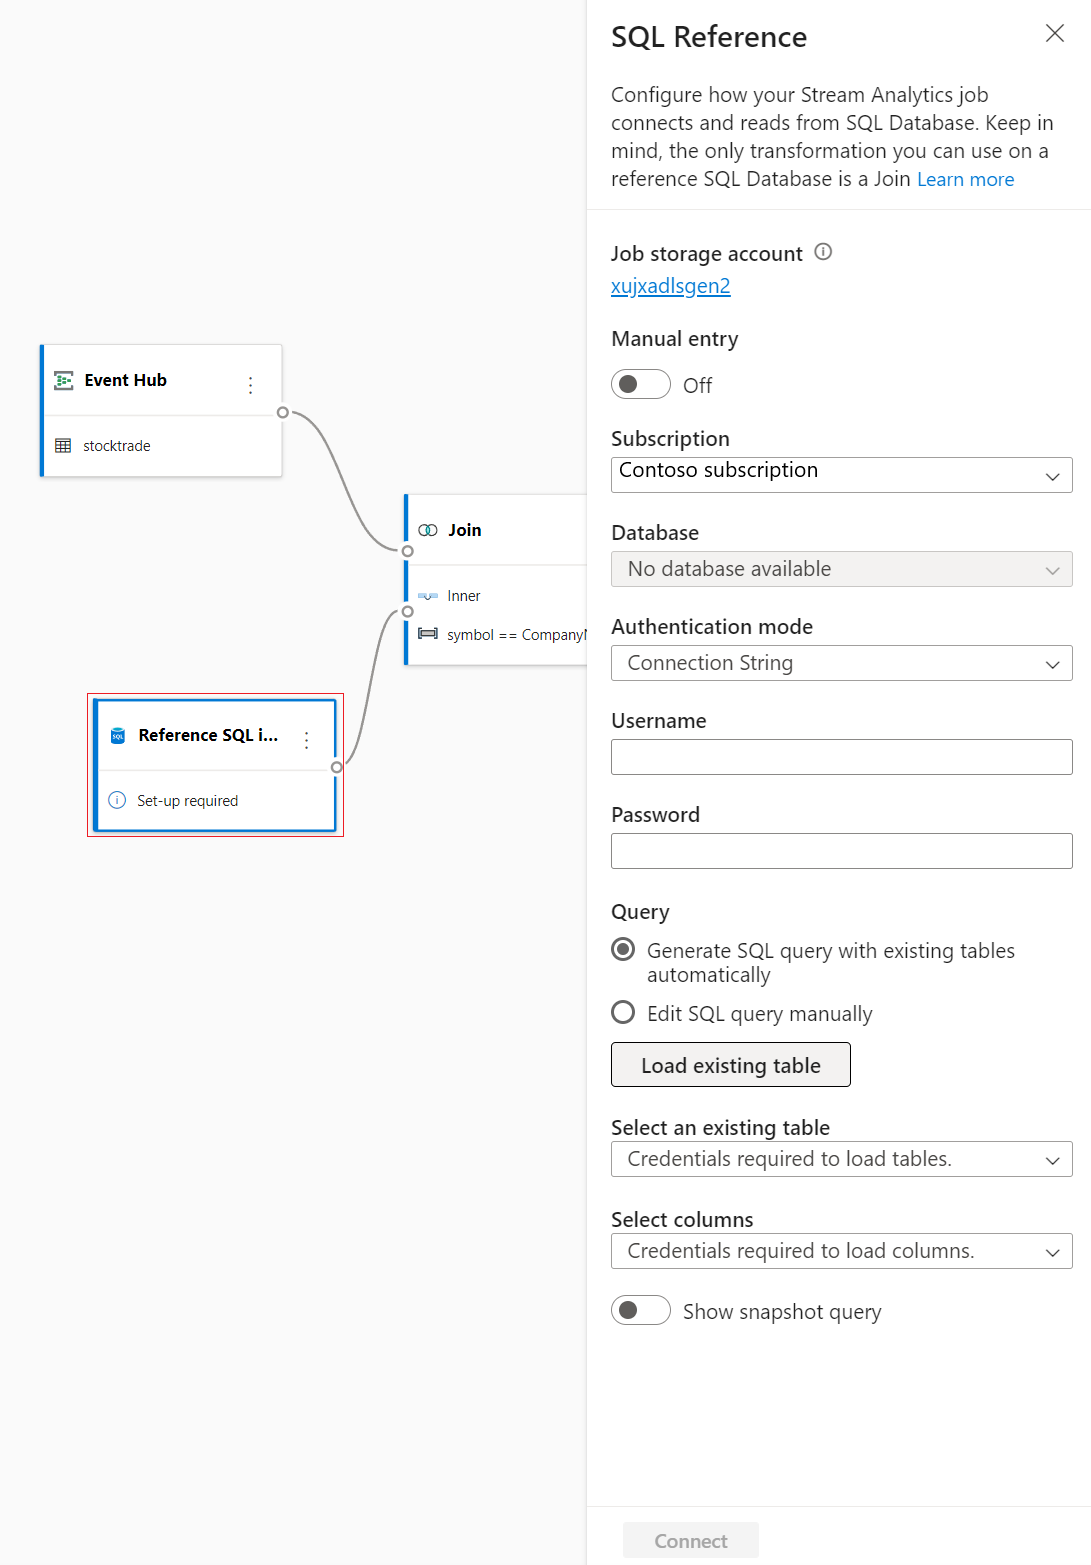 SQL Reference
Configure how your Stream Analytics job
connects and reads from SQL Database. Keep in
mind, the only transformation you can use on a
reference SQL Database is a Join Learn more
Job storage account
xujxadlsgen2
Manual entry
Off
Subscription
Contoso subscription
Database
No database available
Authentication mode
Connection String
Username
Password
Query
Generate SQL query with existing tables
automatically
Edit SQL query manually
Load existing table
Select an existing table
Credentials required to load tables.
Select columns
Credentials required to load columns.
Show snapshot query
Connect
Event Hub
stocktrade
Join
Inner
symbol == Company
Reference SQL i...
SQL
Set-up required